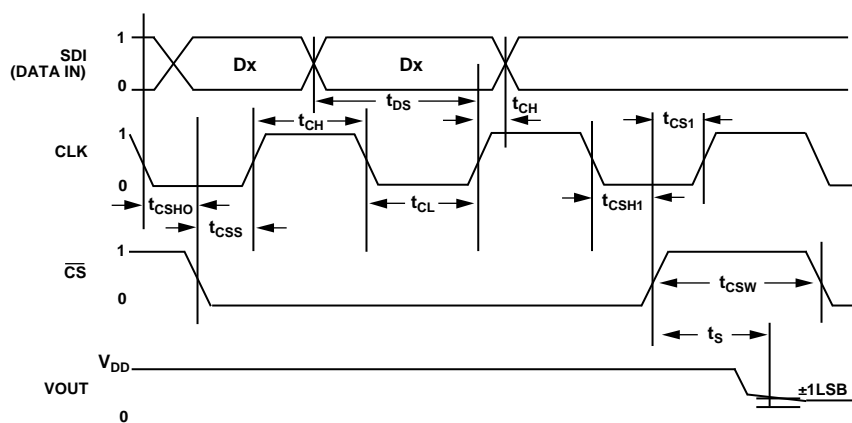 SDI
(DATA IN)
1
0
Dx
Dx
tDS
tCH
tCH
tCS1
CLK
1
0
tCSHO
tCSS
tCL
tCSH1
CS
1
0
tCSW
tS
VDD
VOUT
0
±1LSB